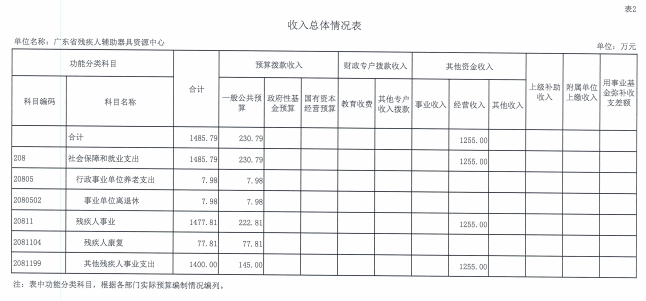 表2
收入总体情况表
单位名称：广东省残疾人辅助器具资源中心
单位：万元
功能分类科目 合计 预算拨款收入 财政专户拨款收入 其他资金收入 上级补助收入 附属单位上缴收入 用事业基金弥补收支差额
科目编码 科目名称 一般公共预算 政府性基金预算 国有资本经营预算 教育收费 其他专户收入拨款 事业收入 经营收入 其他收入
合计 1485.79 230.79 1255.00
208 社会保障和就业支出 1485.79 230.79 1255.00
20805 行政事业单位养老支出 7.98 7.98
2080502 事业单位离退休 7.98 7.98
20811 残疾人事业 1477.81 222.81 1255.00
2081104 残疾人康复 77.81 77.81
2081199 其他残疾人事业支出 1400.00 145.00 1255.00
注：表中功能分类科目，根据各部门实际预算编制情况编列。